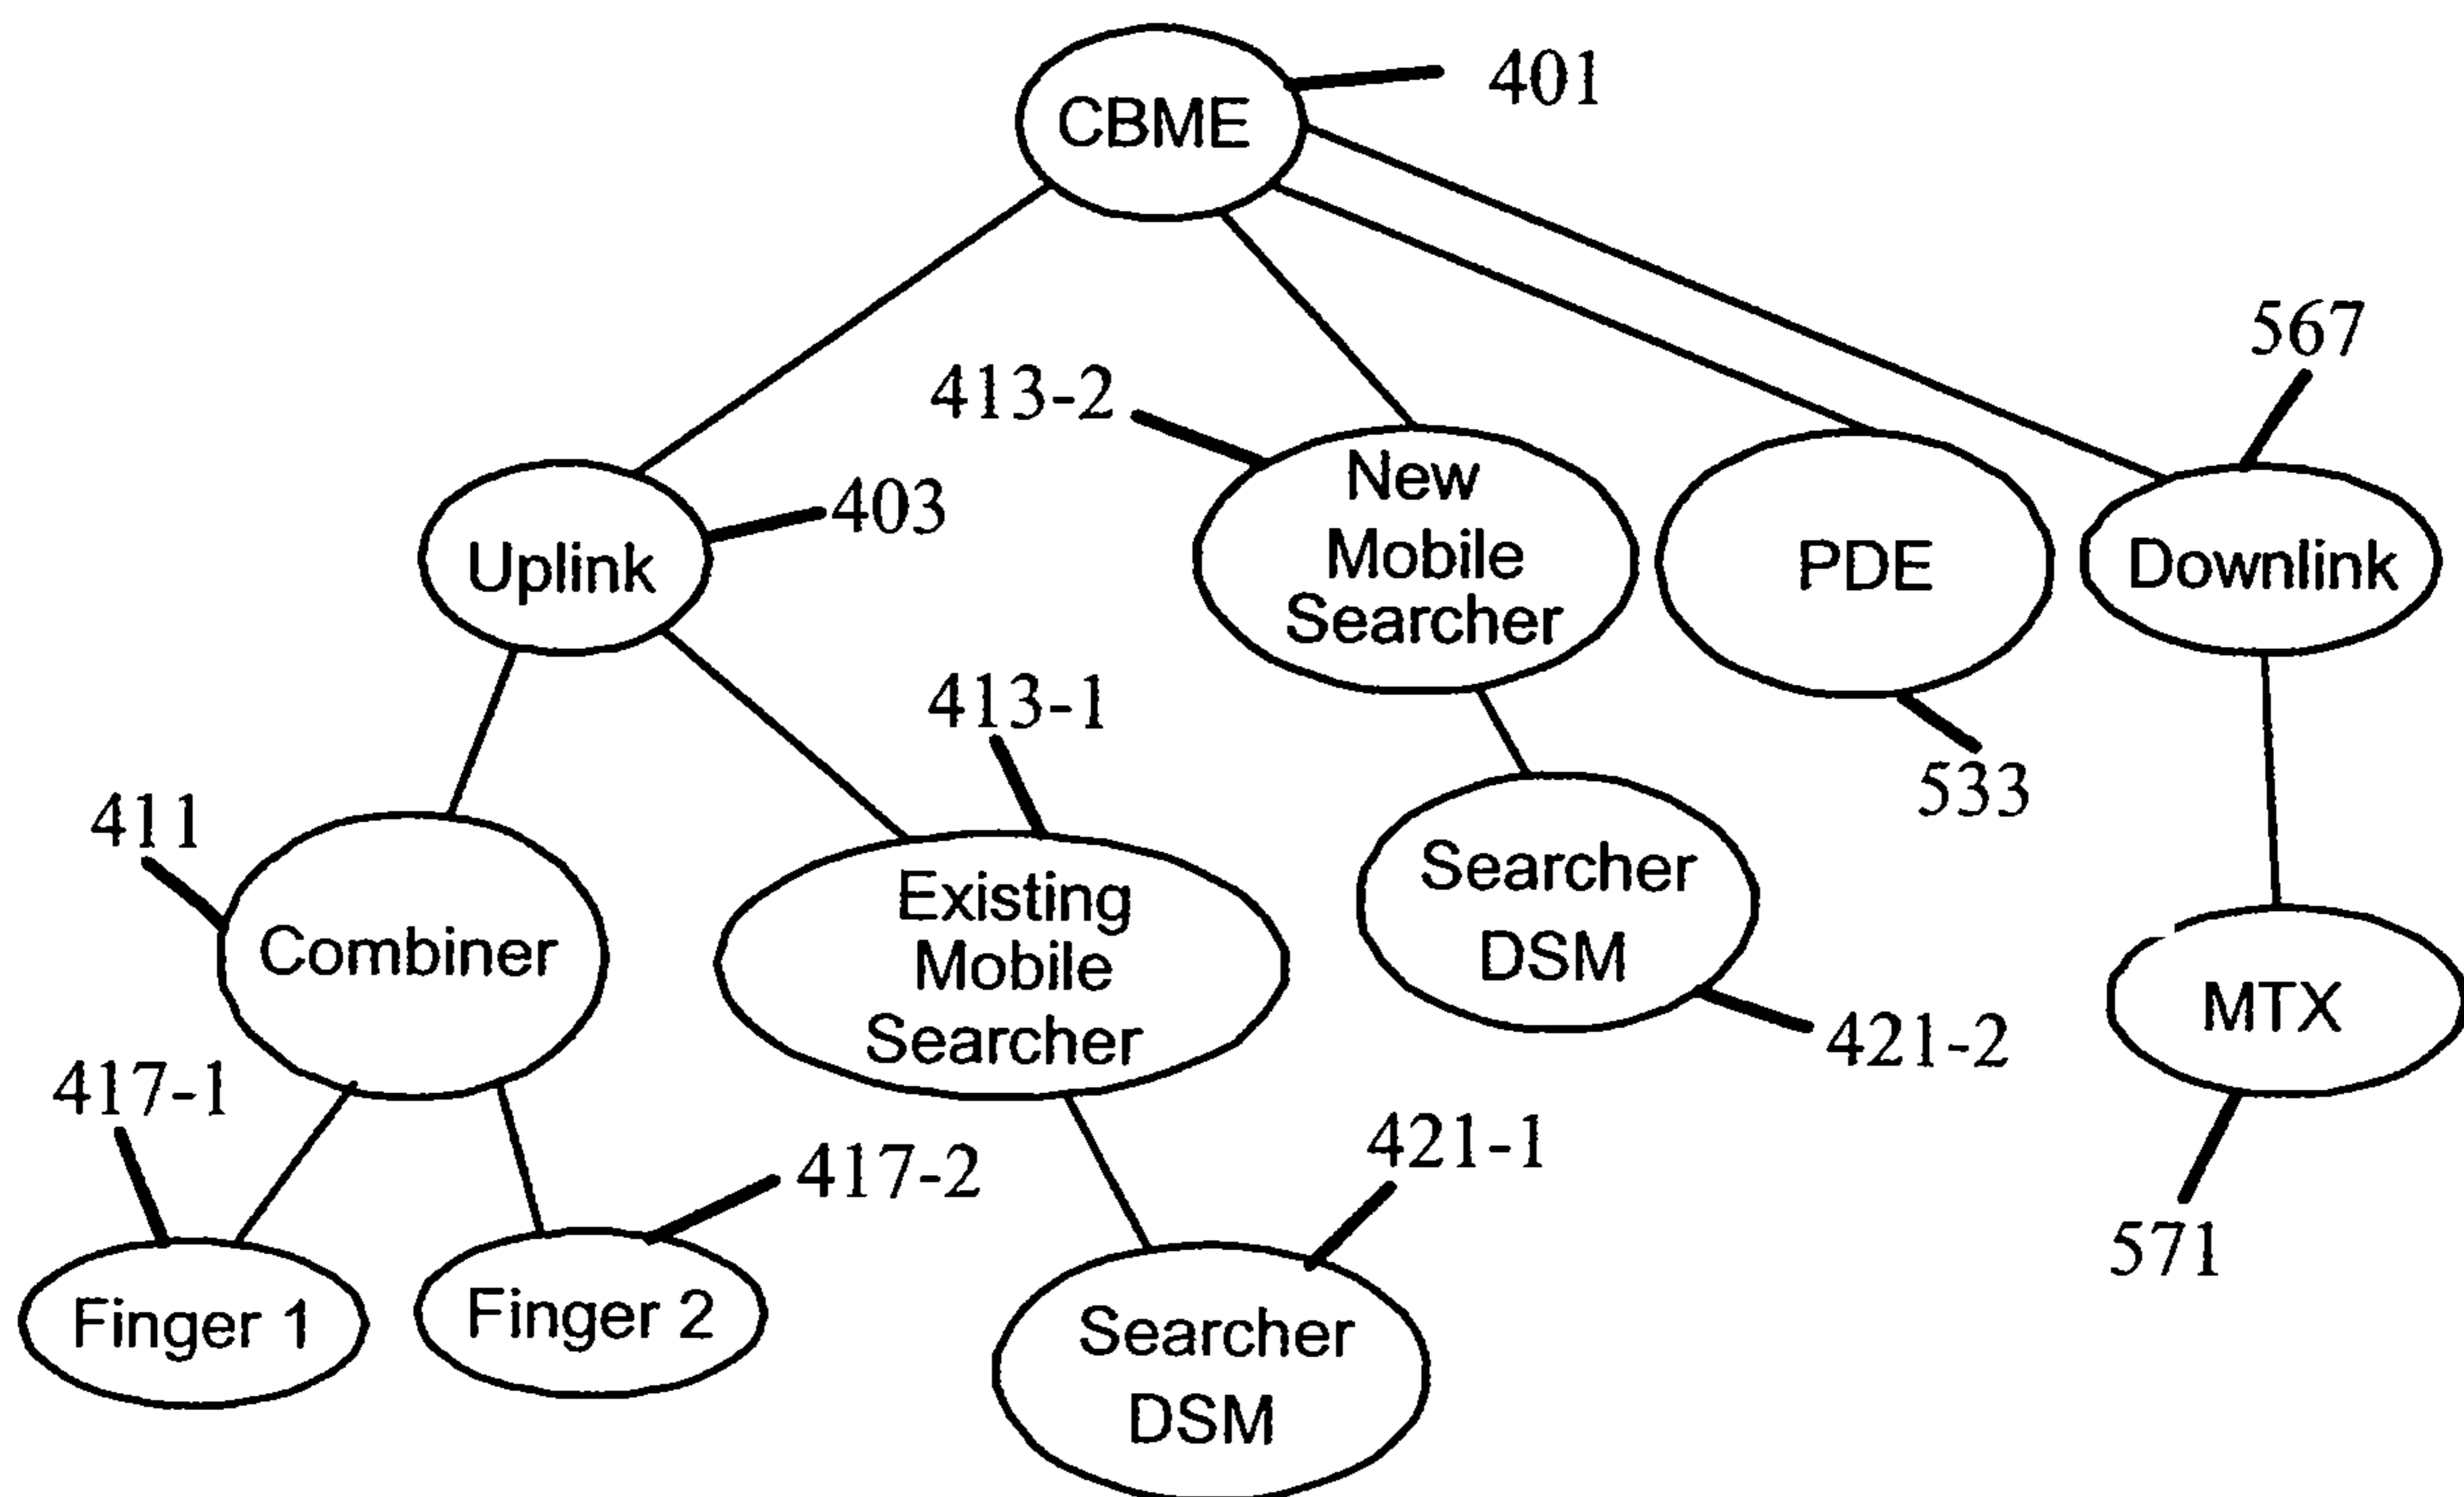 CBME
401
567
413-2
403
Uplink
New
Mobile
Searcher
PDE
Downlink
413-1
533
411
Combiner
Existing
Mobile
Searcher
Searcher
DSM
421-2
MTX
417-1
417-2
421-1
571
Finger 1
Finger 2
Searcher
DSM